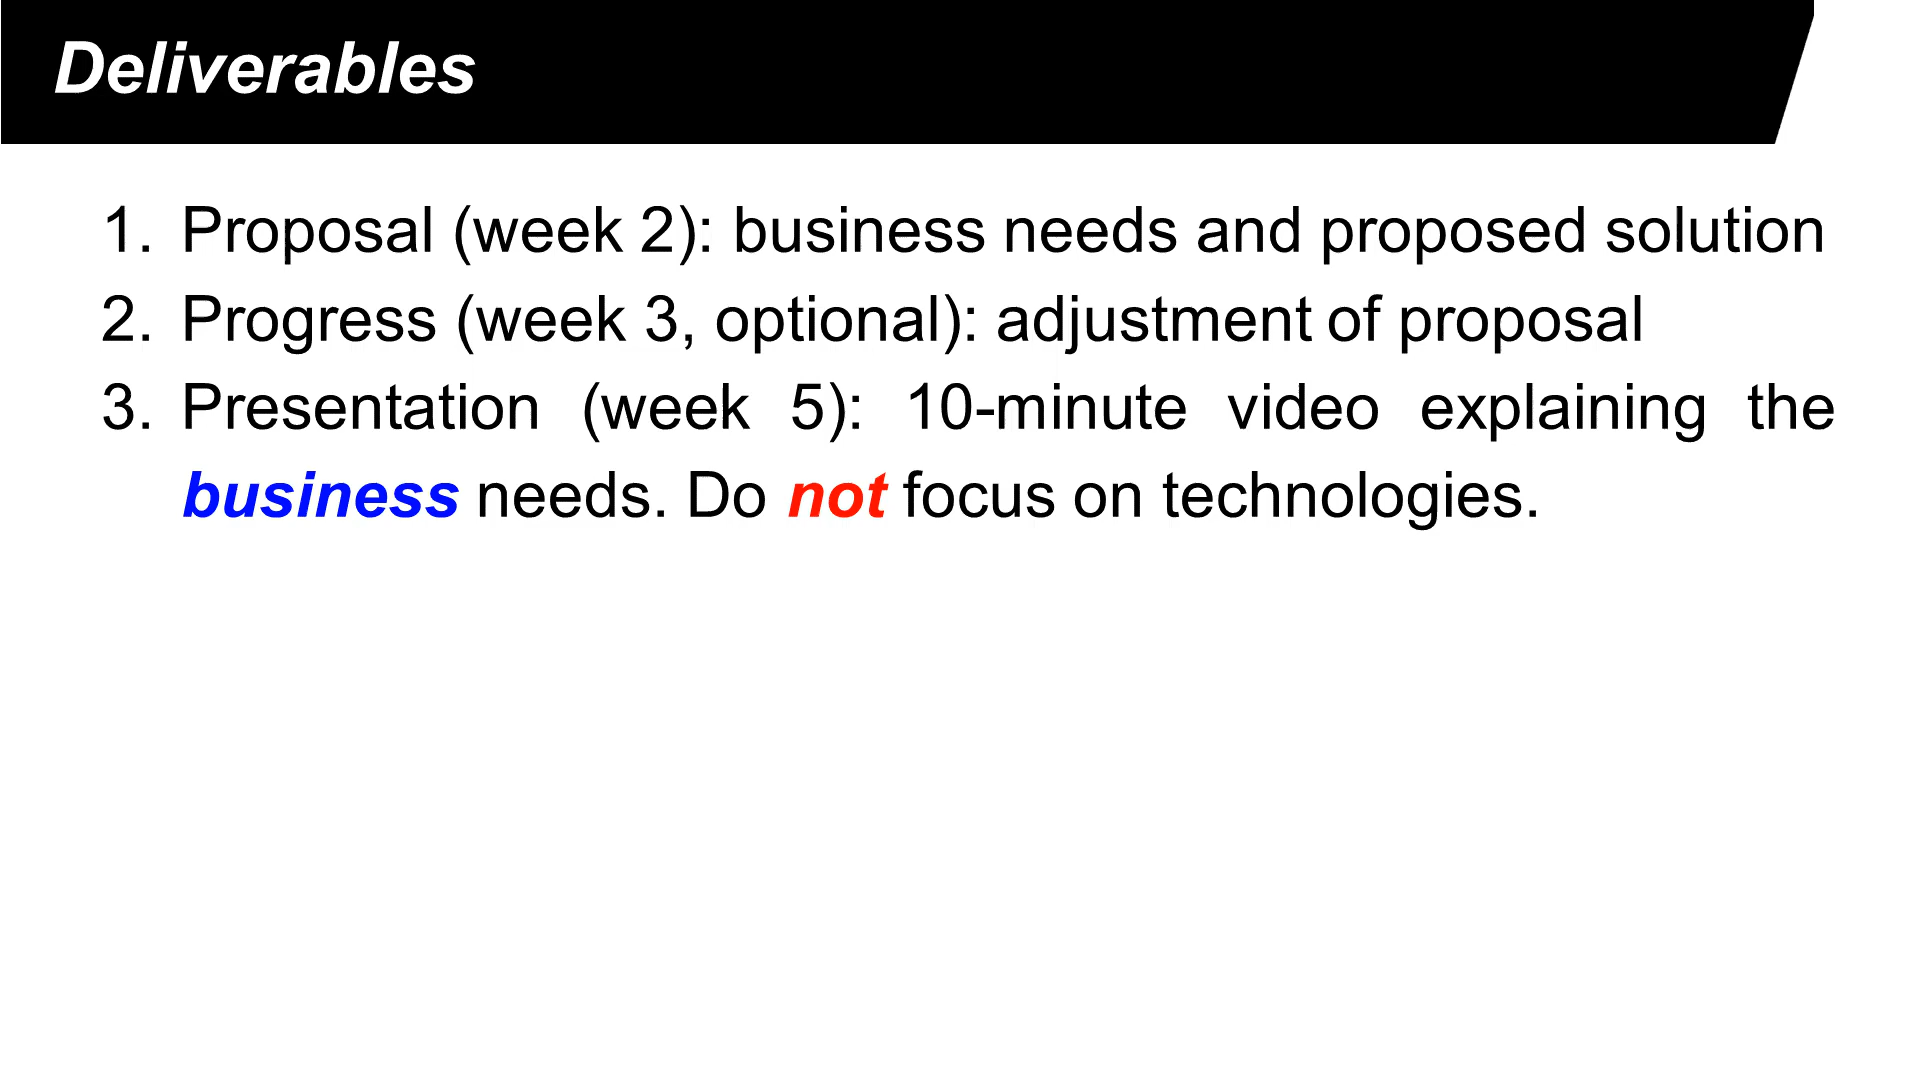 Deliverables
1. Proposal (week 2): business needs and proposed solution
2. Progress (week 3, optional): adjustment of proposal
3. Presentation (week 5): 10-minute video explaining the
business needs. Do not focus on technologies.